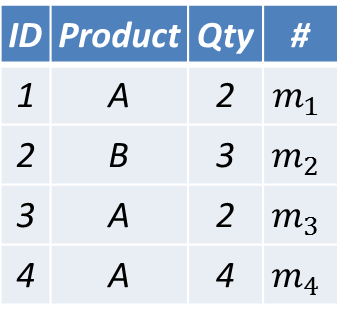 ID Product Qty #
1 A 2 m₁
2 B 3 m₂
3 A 2 m₃
4 A 4 m₄